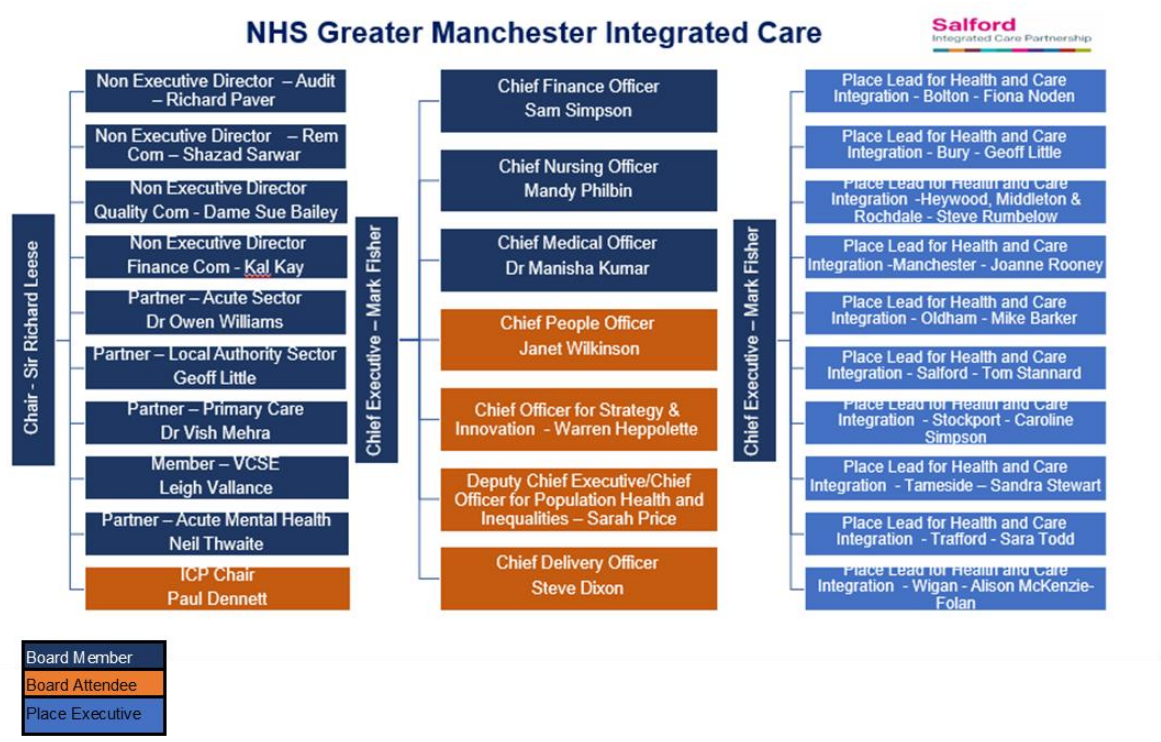 NHS Greater Manchester Integrated Care
Salford
Integrated Care Partnership
Chair - Sir Richard Leese
Non Executive Director – Audit
– Richard Paver
Non Executive Director – Rem
Com – Shazad Sarwar
Non Executive Director
Quality Com - Dame Sue Bailey
Non Executive Director
Finance Com - Kal Kay
Partner – Acute Sector
Dr Owen Williams
Partner – Local Authority Sector
Geoff Little
Partner – Primary Care
Dr Vish Mehra
Member – VCSE
Leigh Vallance
Partner – Acute Mental Health
Neil Thwaite
ICP Chair
Paul Dennett
Chief Executive – Mark Fisher
Chief Finance Officer
Sam Simpson
Chief Nursing Officer
Mandy Philbin
Chief Medical Officer
Dr Manisha Kumar
Chief People Officer
Janet Wilkinson
Chief Officer for Strategy &
Innovation - Warren Heppolette
Deputy Chief Executive/Chief
Officer for Population Health and
Inequalities – Sarah Price
Chief Delivery Officer
Steve Dixon
Chief Executive – Mark Fisher
Place Lead for Health and Care
Integration - Bolton - Fiona Noden
Place Lead for Health and Care
Integration - Bury - Geoff Little
Place Lead for Health and Care
Integration -Heywood, Middleton &
Rochdale - Steve Rumbelow
Place Lead for Health and Care
Integration -Manchester - Joanne Rooney
Place Lead for Health and Care
Integration - Oldham - Mike Barker
Place Lead for Health and Care
Integration - Salford - Tom Stannard
Place Lead for Health and Care
Integration - Stockport - Caroline
Simpson
Place Lead for Health and Care
Integration - Tameside – Sandra Stewart
Place Lead for Health and Care
Integration - Trafford - Sara Todd
Place Lead for Health and Care
Integration - Wigan - Alison McKenzie-
Folan
Board Member
Board Attendee
Place Executive